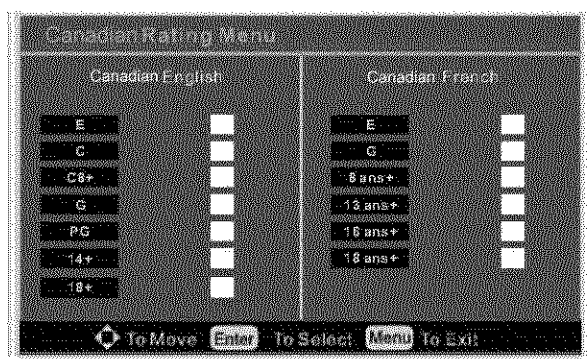 Canadian Rating Menu
Canadian English
Canadian French
E
E
C
G
C8+
8 ans+
G
13 ans+
PG
16 ans+
14+
18 ans+
18+
To Move Enter To Select Menu To Exit